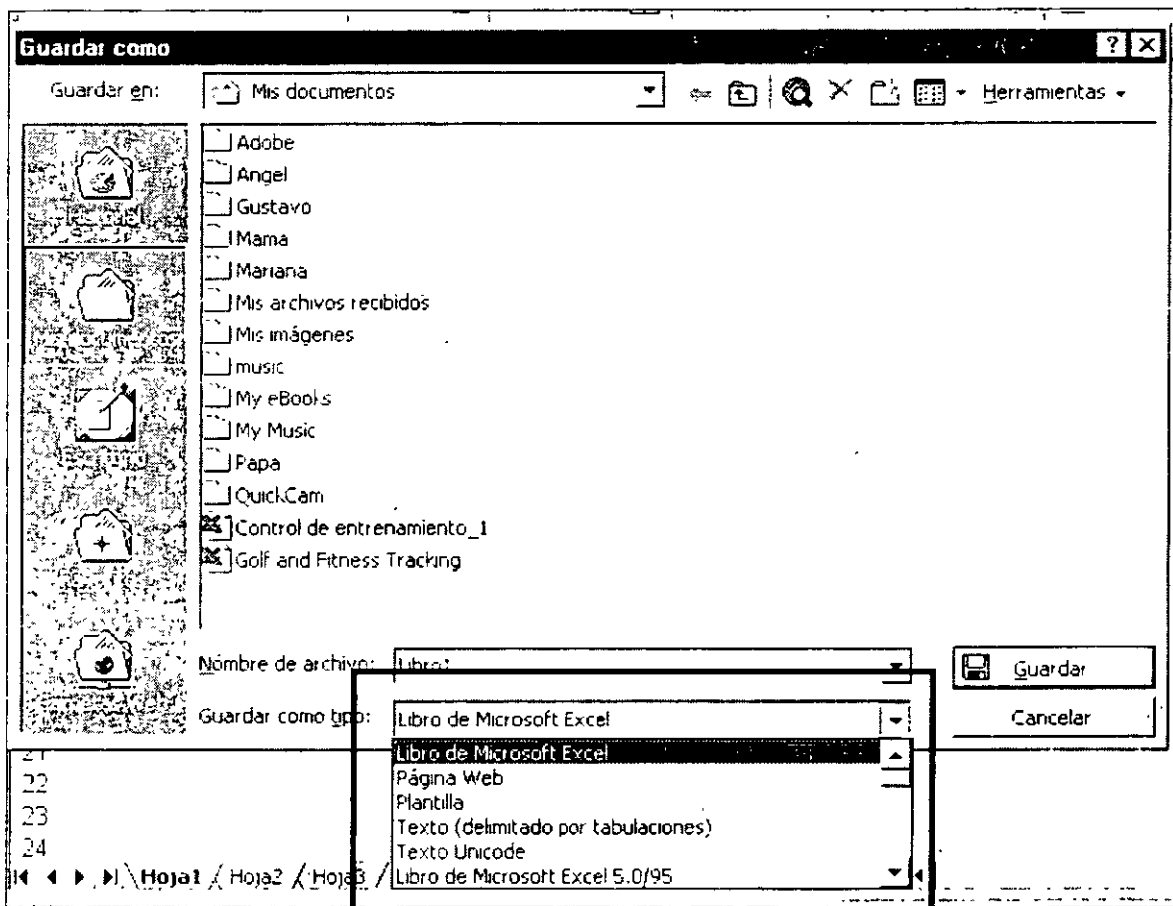 Guardar como
Guardar en: Mis documentos Herramientas
Adobe
Angel
Gustavo
Mama
Mariana
Mis archivos recibidos
Mis imágenes
music
My eBooks
My Music
Papa
QuickCam
Control de entrenamiento_1
Golf and Fitness Tracking
Nombre de archivo: Libro1 Guardar
Guardar como tipo: Libro de Microsoft Excel Cancelar
Libro de Microsoft Excel
Página Web
Plantilla
Texto (delimitado por tabulaciones)
Texto Unicode
Libro de Microsoft Excel 5.0/95
21
22
23
24
Hoja1 Hoja2 Hoja3